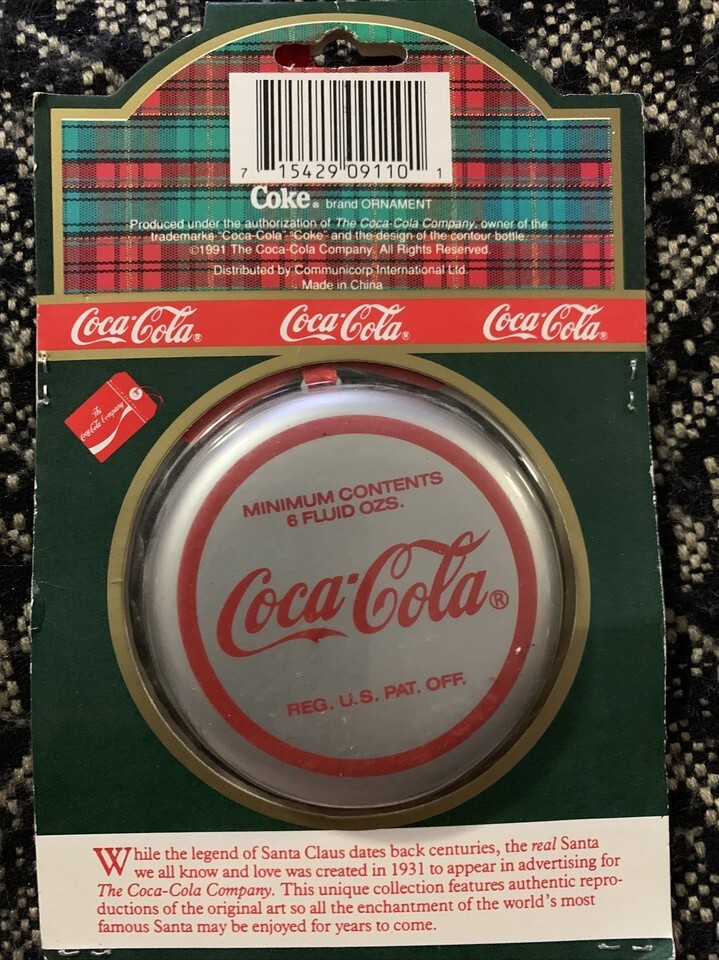 7 15429 09110 1
Coke® brand ORNAMENT
Produced under the authorization of The Coca-Cola Company, owner of the
trademarks "Coca-Cola" "Coke" and the design of the contour bottle.
©1991 The Coca-Cola Company. All Rights Reserved.
Distributed by Communicorp International Ltd.
Made in China
Coca-Cola® Coca-Cola® Coca-Cola®
The
Coca-Cola Company
MINIMUM CONTENTS
6 FLUID OZS.
Coca-Cola®
REG. U.S. PAT. OFF.
While the legend of Santa Claus dates back centuries, the real Santa
we all know and love was created in 1931 to appear in advertising for
The Coca-Cola Company. This unique collection features authentic repro-
ductions of the original art so all the enchantment of the world's most
famous Santa may be enjoyed for years to come.